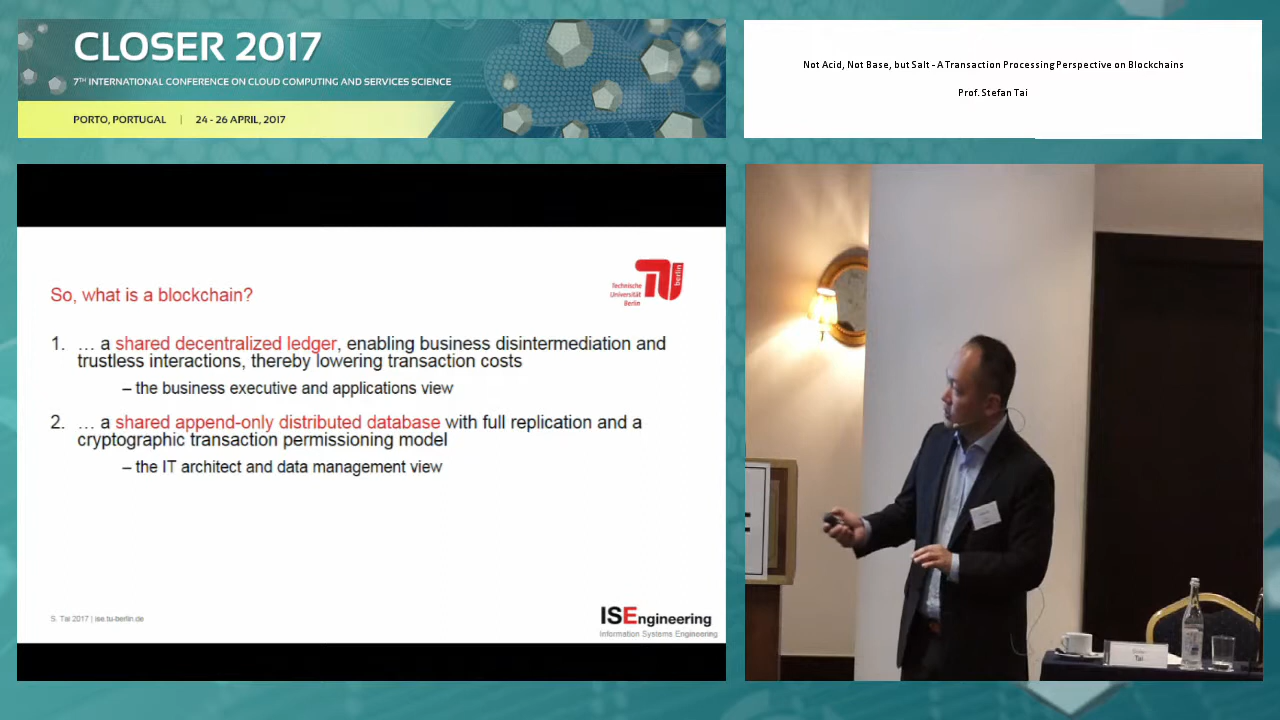 CLOSER 2017
7TH INTERNATIONAL CONFERENCE ON CLOUD COMPUTING AND SERVICES SCIENCE
PORTO, PORTUGAL | 24 - 26 APRIL, 2017
Not Acid, Not Base, but Salt - A Transaction Processing Perspective on Blockchains
Prof. Stefan Tai
So, what is a blockchain?
Technische
Universität
Berlin
berlin
1. … a shared decentralized ledger, enabling business disintermediation and
trustless interactions, thereby lowering transaction costs
– the business executive and applications view
2. … a shared append-only distributed database with full replication and a
cryptographic transaction permissioning model
– the IT architect and data management view
S. Tai 2017 | ise.tu-berlin.de
ISEngineering
Information Systems Engineering
Tai